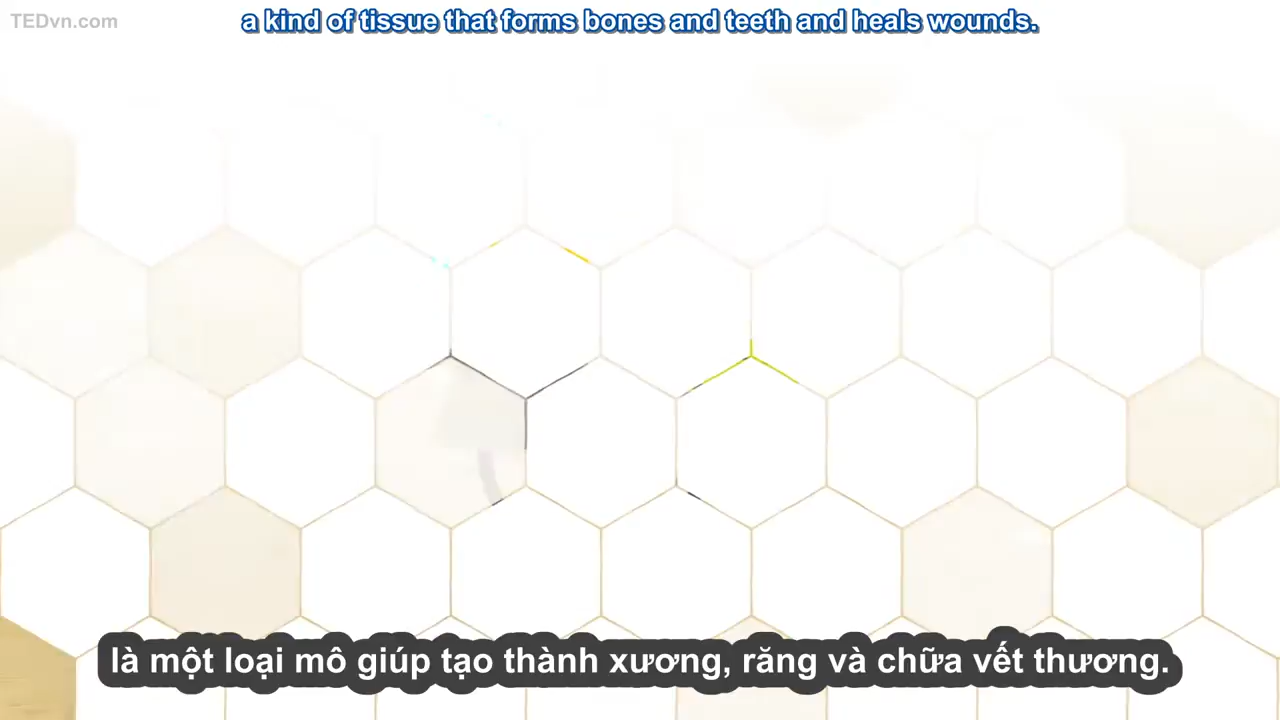 TEDvn.com
a kind of tissue that forms bones and teeth and heals wounds.
là một loại mô giúp tạo thành xương, răng và chữa vết thương.